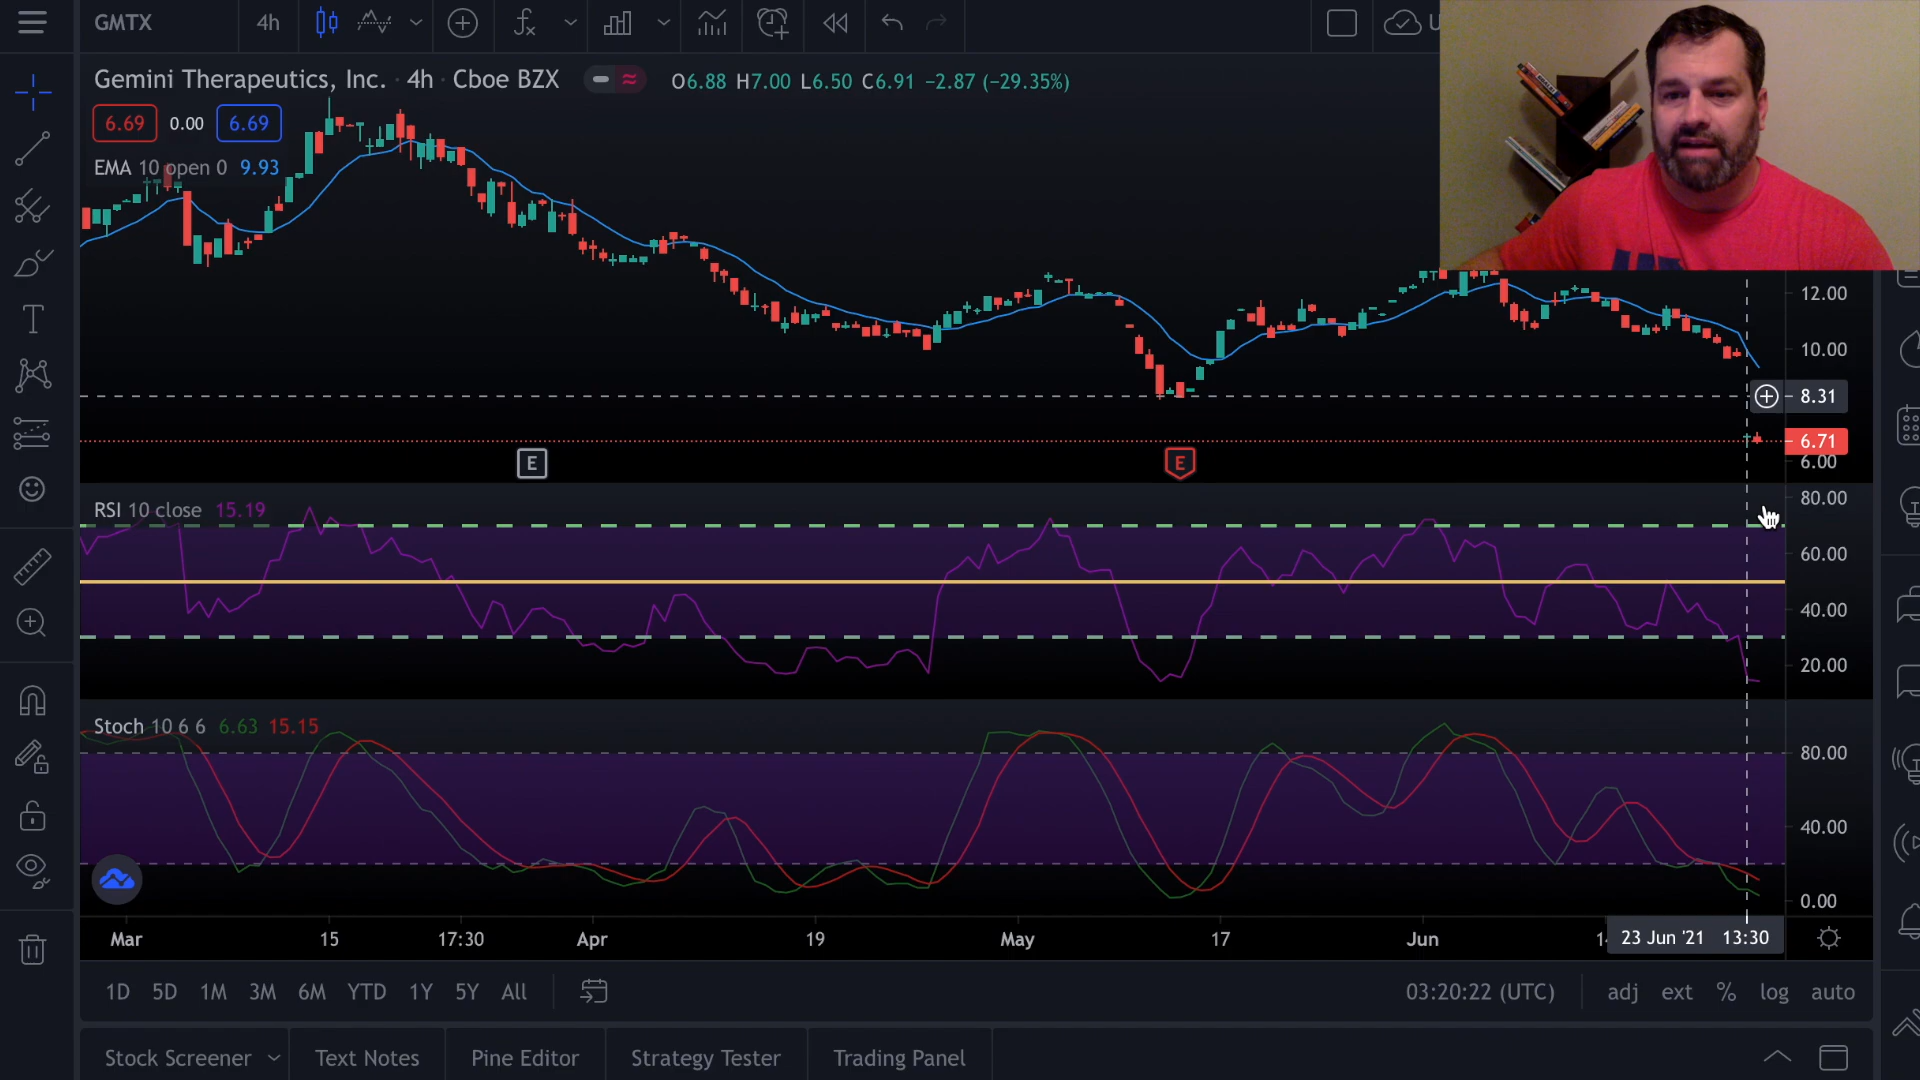 GMTX
4h
Gemini Therapeutics, Inc. · 4h · Cboe BZX
O6.88 H7.00 L6.50 C6.91 −2.87 (−29.35%)
6.69 0.00 6.69
EMA 10 open 0 9.93
12.00
10.00
8.31
6.71
6.00
E
E
RSI 10 close 15.19
80.00
60.00
40.00
20.00
Stoch 10 6 6 6.63 15.15
80.00
40.00
0.00
Mar 15 17:30 Apr 19 May 17 Jun 23 Jun '21 13:30
1D 5D 1M 3M 6M YTD 1Y 5Y All
03:20:22 (UTC) adj ext % log auto
Stock Screener Text Notes Pine Editor Strategy Tester Trading Panel